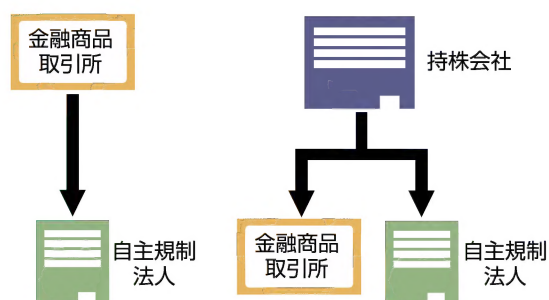 金融商品
取引所
自主規制
法人
持株会社
金融商品
取引所
自主規制
法人